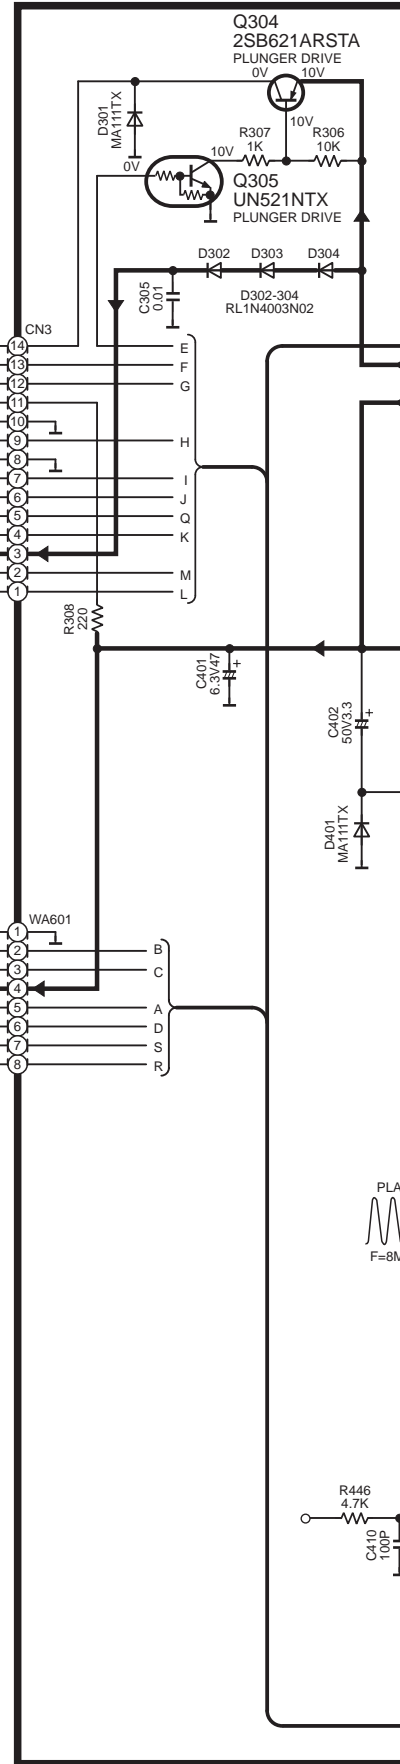 Q304
2SB621ARSTA
PLUNGER DRIVE
0V
10V
D301
MA111TX
10V
R307
1K
R306
10K
10V
0V
Q305
UN521NTX
PLUNGER DRIVE
D302
D303
D304
C305
0.01
D302-304
RL1N4003N02
CN3
14
E
13
F
12
G
11
10
9
H
8
7
I
6
J
5
Q
4
K
3
2
M
1
L
R308
220
C401
6.3V47
+
C402
50V3.3
+
D401
MA111TX
WA601
1
2
B
3
C
4
5
A
6
D
7
S
8
R
PLA
F=8M
R446
4.7K
C410
100P